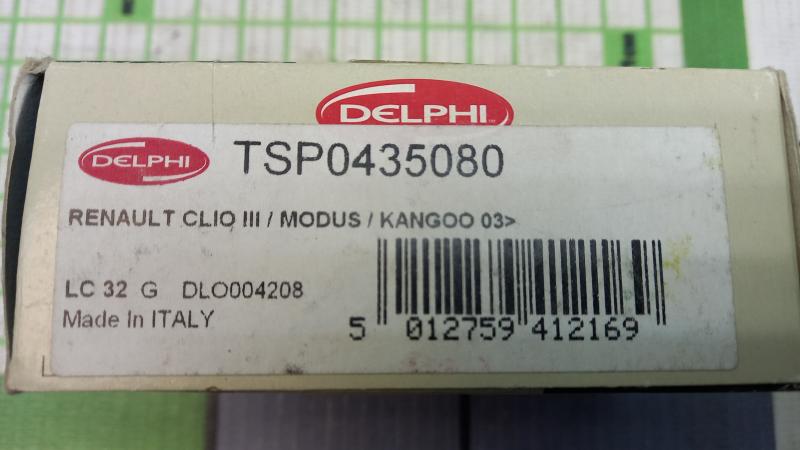 DELPHI
DELPHI TSP0435080
RENAULT CLIO III / MODUS / KANGOO 03>
LC 32 G DLO004208
Made In ITALY
5 012759 412169